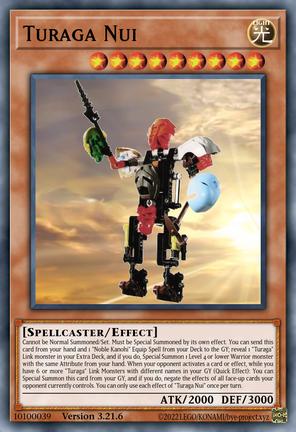 Turaga Nui
LIGHT
光
[Spellcaster/Effect]
Cannot be Normal Summoned/Set. Must be Special Summoned by its own effect. You can send this
card from your hand and 1 "Noble Kanohi" Equip Spell from your Deck to the GY; reveal 1 "Turaga"
Link monster in your Extra Deck, and if you do, Special Summon 1 Level 4 or lower Warrior monster
with the same Attribute from your hand. When your opponent activates a card or effect, while you
have 6 or more "Turaga" Link Monsters with different names in your GY (Quick Effect): You can
Special Summon this card from your GY, and if you do, negate the effects of all face-up cards your
opponent currently controls. You can only use each effect of "Turaga Nui" once per turn.
ATK/2000 DEF/3000
10100039 Version 3.21.6 ©2022LEGO/KONAMI/bye-project.xyz